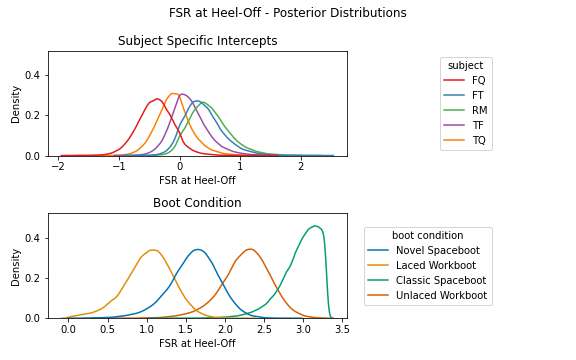 FSR at Heel-Off - Posterior Distributions
Subject Specific Intercepts
Density
0.4
0.2
0.0
−2
−1
0
1
2
FSR at Heel-Off
subject
FQ
FT
RM
TF
TQ
Boot Condition
Density
0.4
0.2
0.0
0.0
0.5
1.0
1.5
2.0
2.5
3.0
3.5
FSR at Heel-Off
boot condition
Novel Spaceboot
Laced Workboot
Classic Spaceboot
Unlaced Workboot